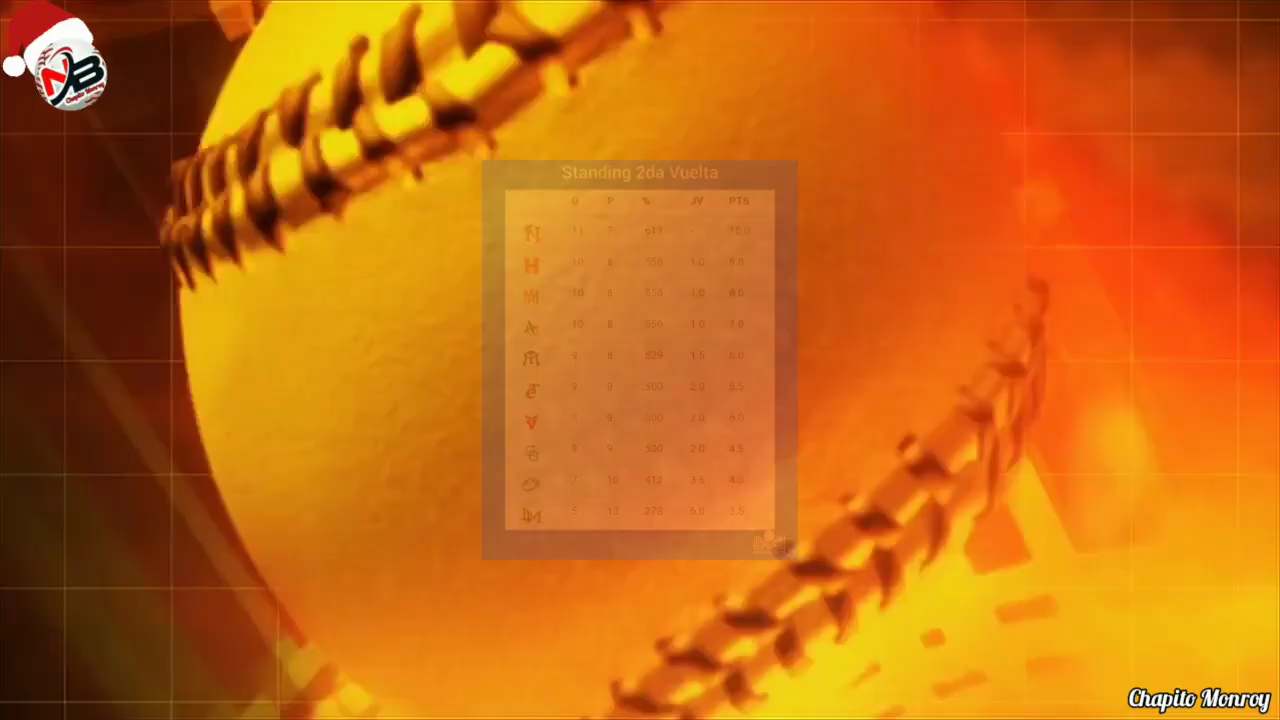 NB
Chapito Monroy
Standing 2da Vuelta
G P % JV PTS
N 11 7 .611 - 10.0
H 10 8 .556 1.0 9.0
M 10 8 .556 1.0 8.0
A 10 8 .556 1.0 7.0
M 9 8 .529 1.5 6.0
T 9 9 .500 2.0 5.5
V 9 .500 2.0 5.0
9 9 .500 2.0 4.5
7 10 .412 3.5 4.0
5 13 .278 6.0 3.5
Chapito Monroy